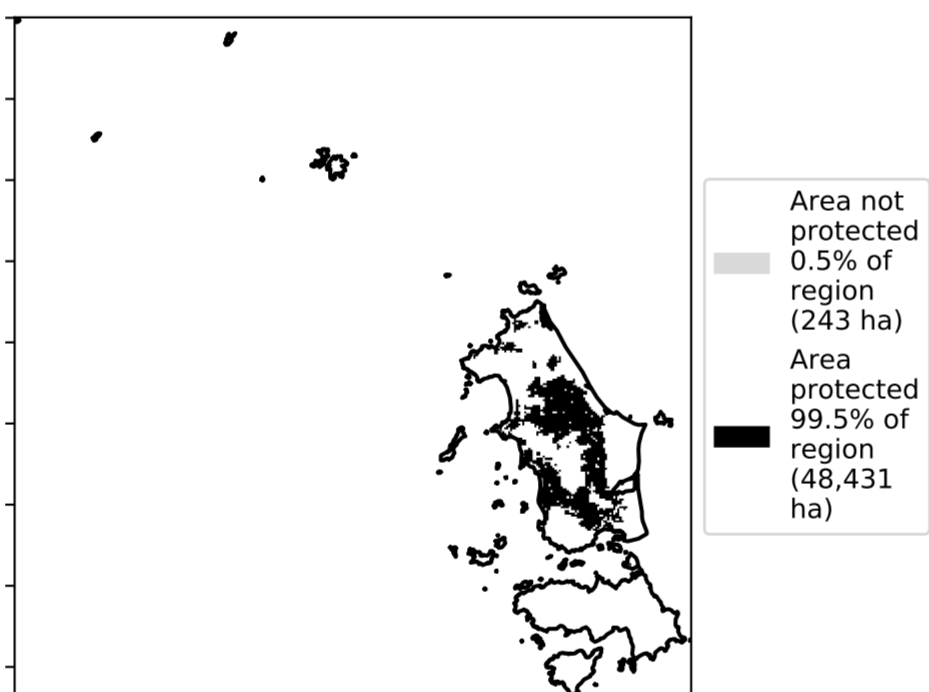 Area not
protected
0.5% of
region
(243 ha)
Area
protected
99.5% of
region
(48,431
ha)